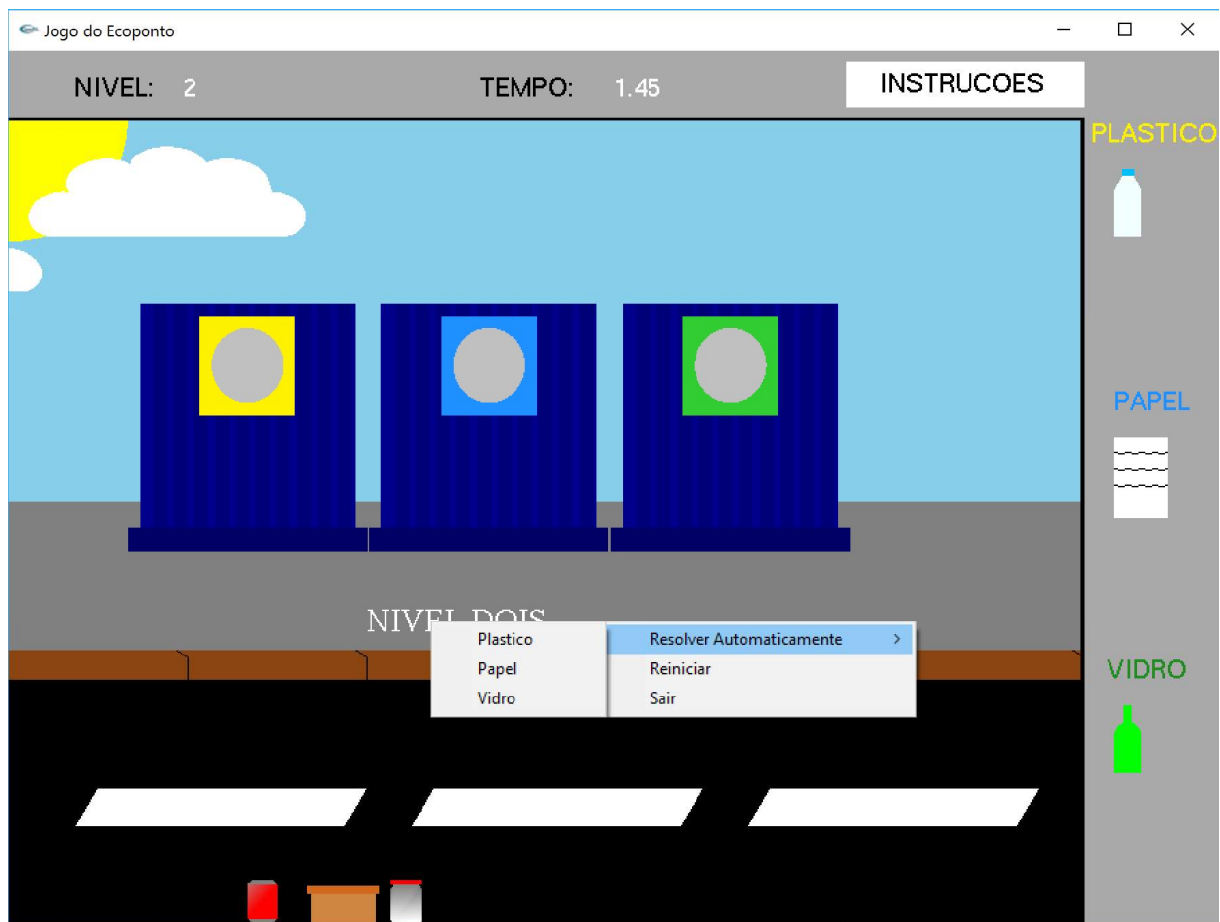 Jogo do Ecoponto
NIVEL: 2 TEMPO: 1.45 INSTRUCOES
PLASTICO
PAPEL
NIVEL DOIS
Plastico
Papel
Vidro
Resolver Automaticamente
Reiniciar
Sair
VIDRO